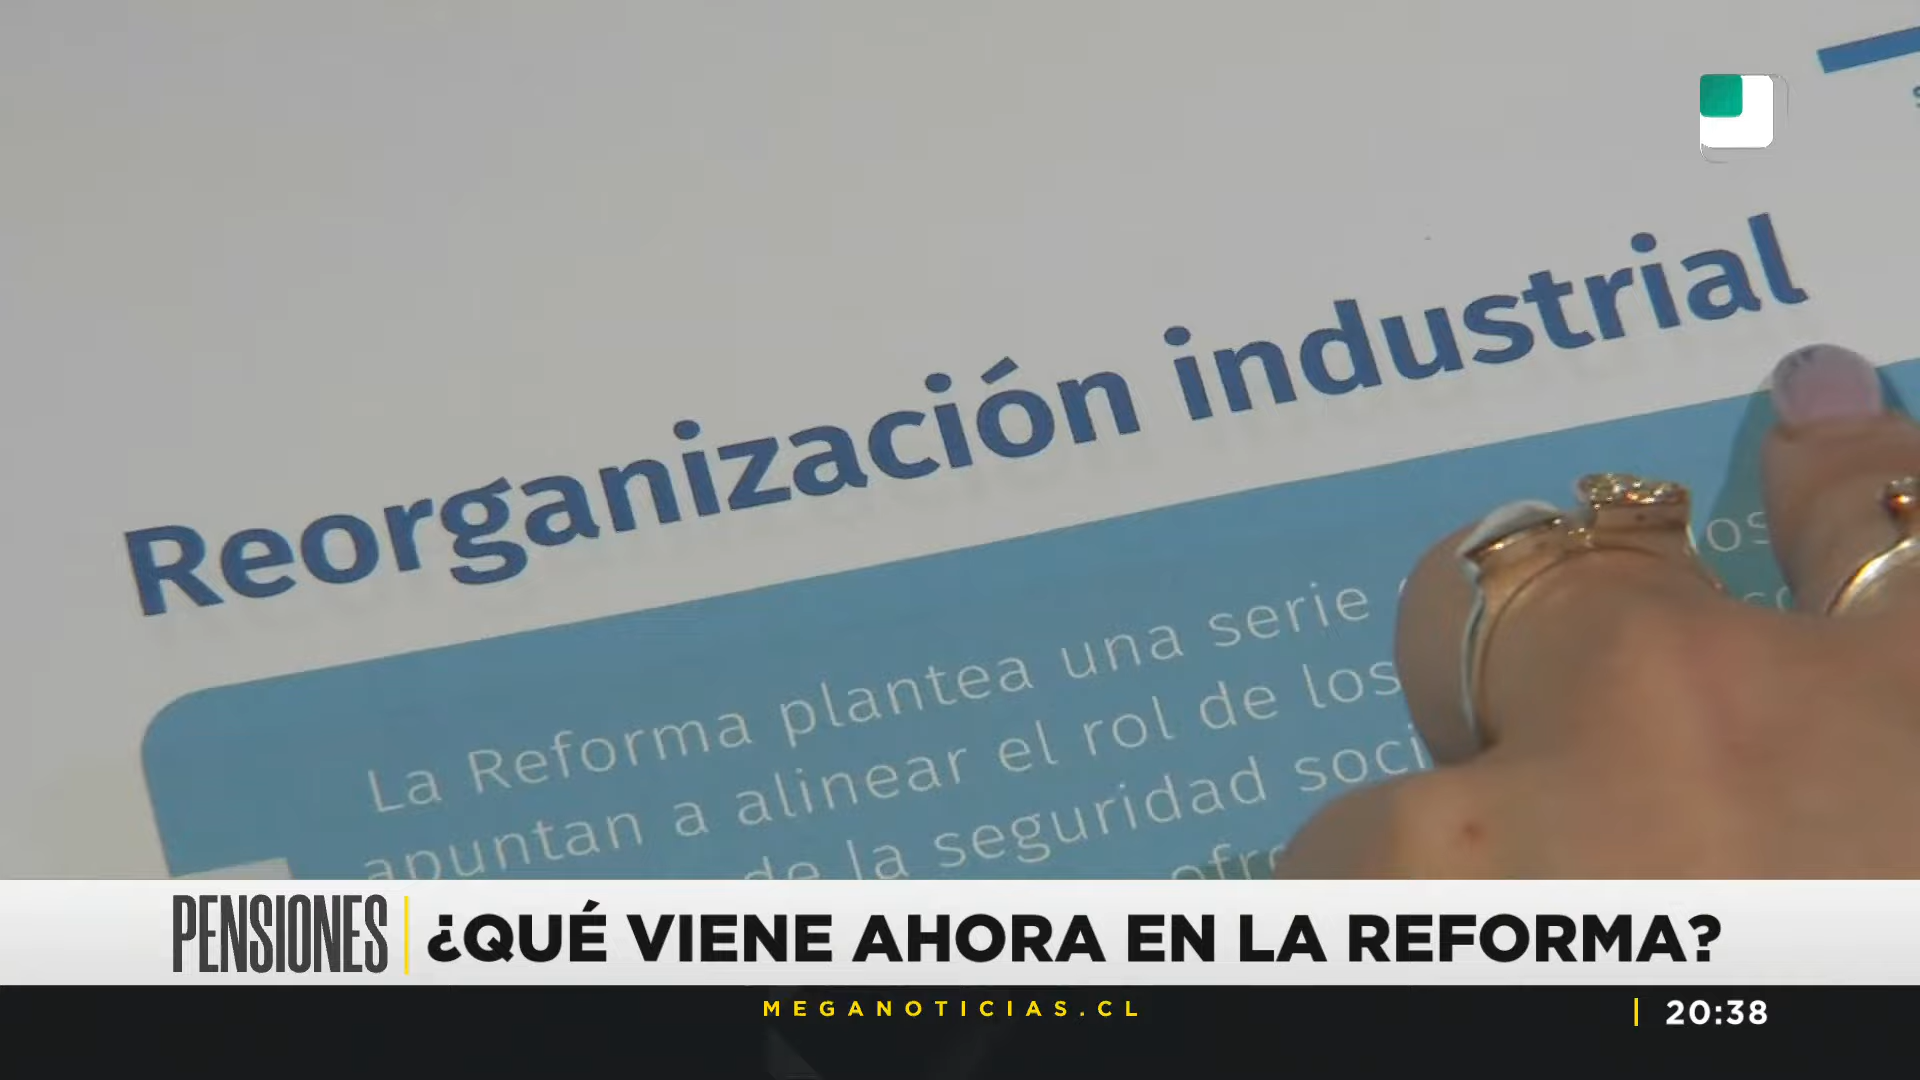 Reorganización industrial
La Reforma plantea una serie
apuntan a alinear el rol de los
de la seguridad soci
PENSIONES
¿QUÉ VIENE AHORA EN LA REFORMA?
MEGANOTICIAS.CL
20:38